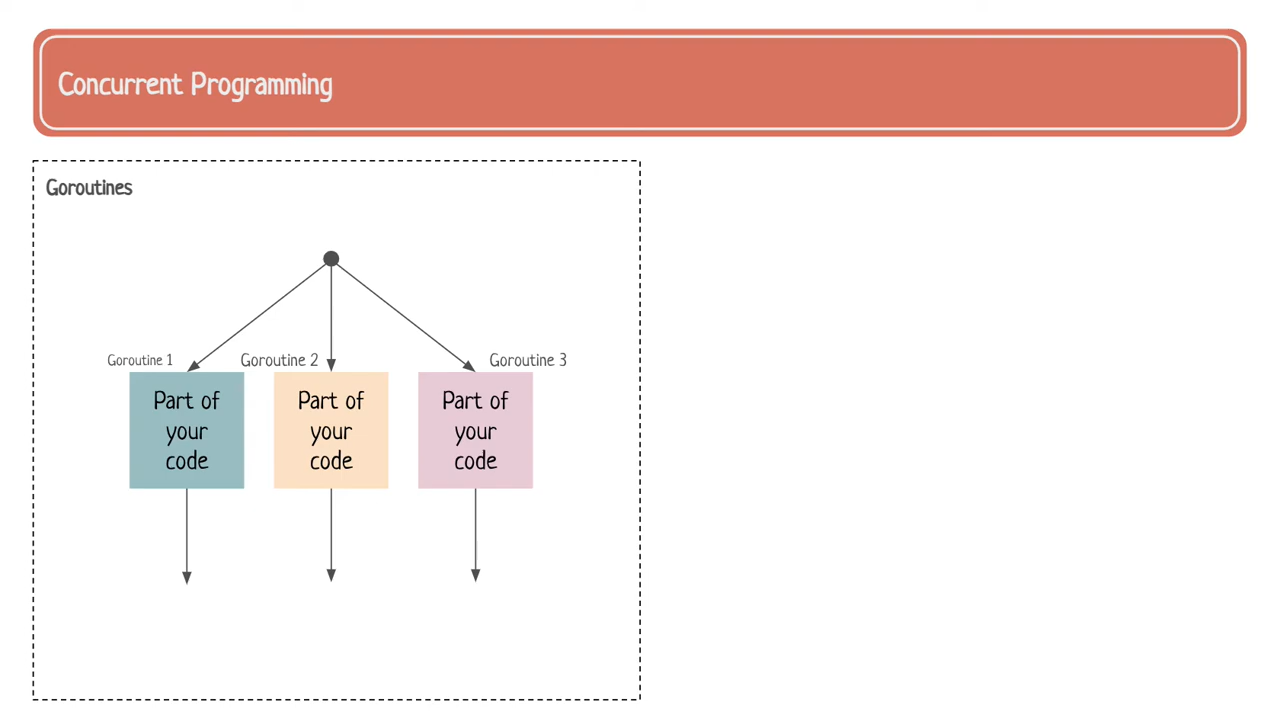 Concurrent Programming
Goroutines
Goroutine 1
Goroutine 2
Goroutine 3
Part of
your
code
Part of
your
code
Part of
your
code